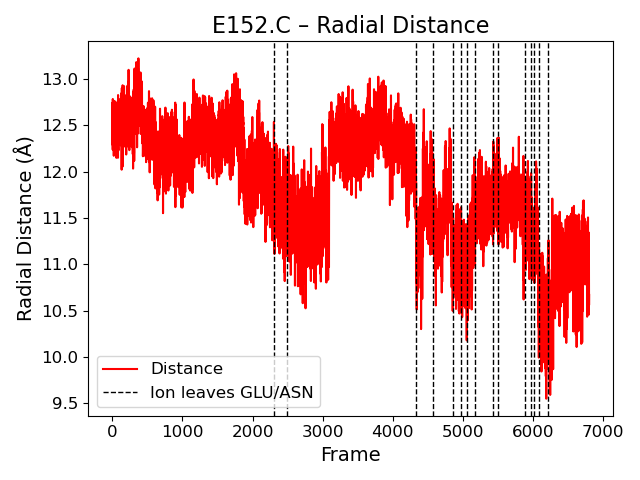 E152.C – Radial Distance
Radial Distance (Å)
13.0
12.5
12.0
11.5
11.0
10.5
10.0
9.5
Distance
Ion leaves GLU/ASN
0 1000 2000 3000 4000 5000 6000 7000
Frame